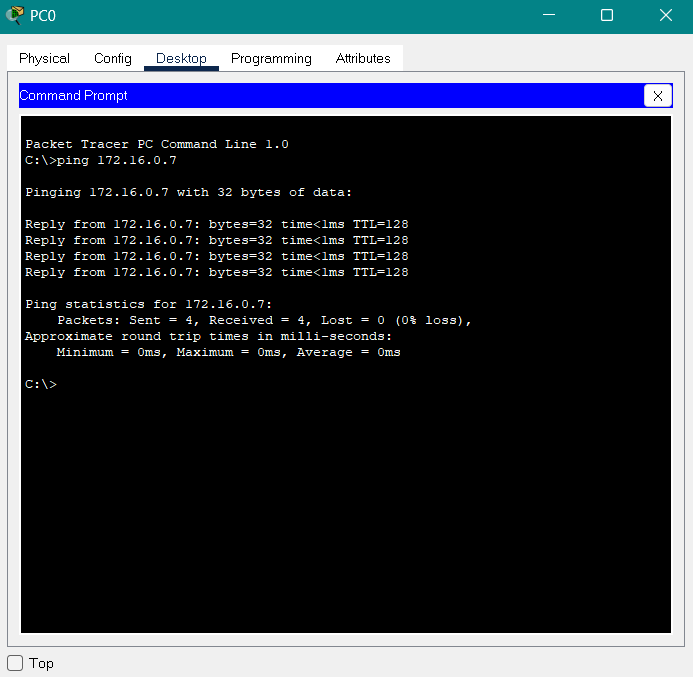 PC0
Physical Config Desktop Programming Attributes
Command Prompt
X
Packet Tracer PC Command Line 1.0
C:\>ping 172.16.0.7
Pinging 172.16.0.7 with 32 bytes of data:
Reply from 172.16.0.7: bytes=32 time<1ms TTL=128
Reply from 172.16.0.7: bytes=32 time<1ms TTL=128
Reply from 172.16.0.7: bytes=32 time<1ms TTL=128
Reply from 172.16.0.7: bytes=32 time<1ms TTL=128
Ping statistics for 172.16.0.7:
    Packets: Sent = 4, Received = 4, Lost = 0 (0% loss),
Approximate round trip times in milli-seconds:
    Minimum = 0ms, Maximum = 0ms, Average = 0ms
C:\>
Top